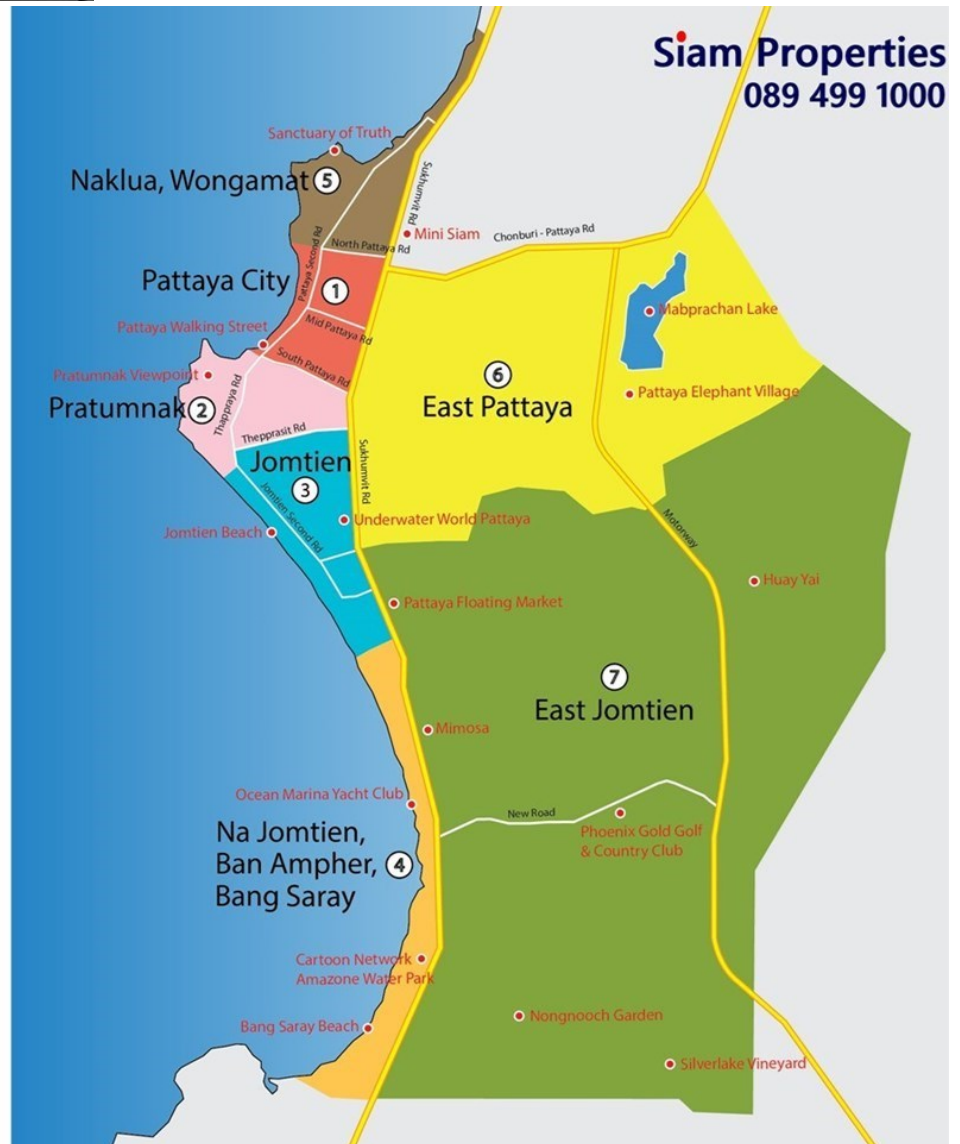 Siam Properties
089 499 1000
Sanctuary of Truth
Naklua, Wongamat 5
Sukhumvit Rd
Mini Siam
Chonburi - Pattaya Rd
North Pattaya Rd
Pattaya Second Rd
Pattaya City
1
Mabprachan Lake
Mid Pattaya Rd
Pattaya Walking Street
South Pattaya Rd
Pratumnak Viewpoint
6
East Pattaya
Pattaya Elephant Village
Pratumnak 2
Thappraya Rd
Thepprasit Rd
Jomtien
3
Sukhumvit Rd
Jomtien Second Rd
Underwater World Pattaya
Jomtien Beach
Motorway
Huay Yai
Pattaya Floating Market
7
East Jomtien
Mimosa
Ocean Marina Yacht Club
New Road
Phoenix Gold Golf
& Country Club
Na Jomtien,
Ban Ampher, 4
Bang Saray
Cartoon Network
Amazone Water Park
Bang Saray Beach
Nongnooch Garden
Silverlake Vineyard